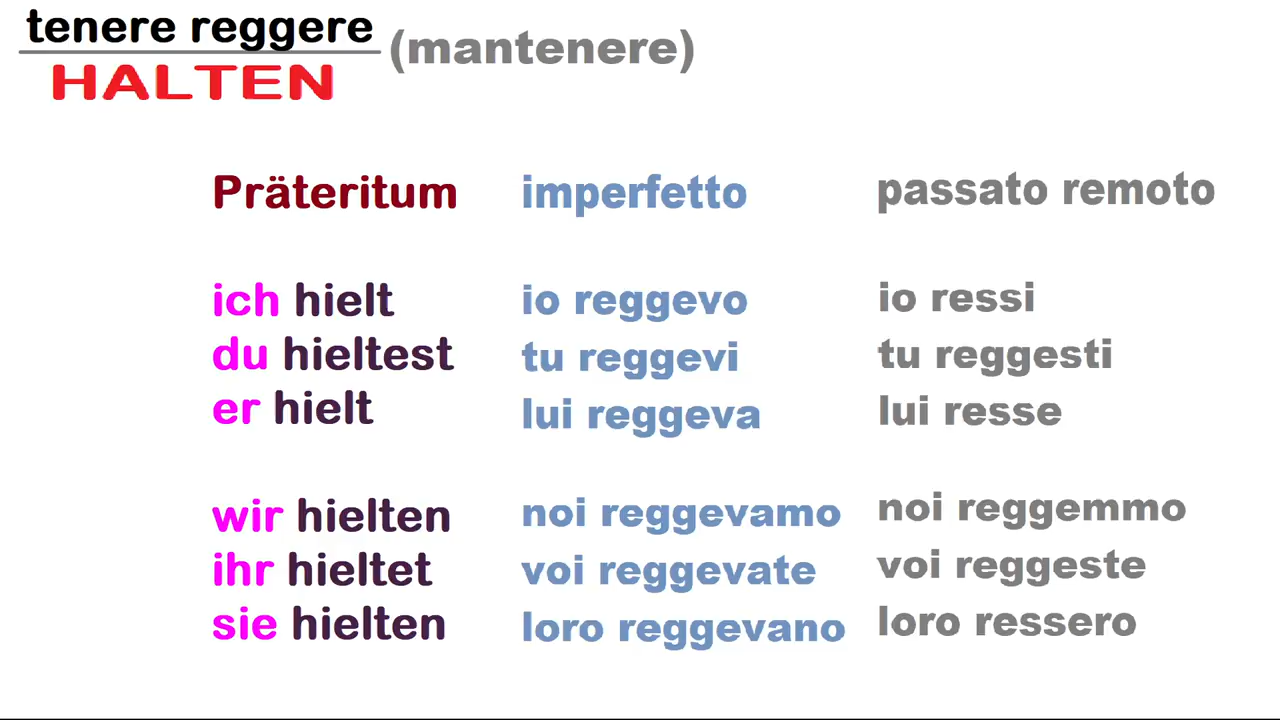 tenere reggere
(mantenere)
HALTEN
Präteritum imperfetto passato remoto
ich hielt io reggevo io ressi
du hieltest tu reggevi tu reggesti
er hielt lui reggeva lui resse
wir hielten noi reggevamo noi reggemmo
ihr hieltet voi reggevate voi reggeste
sie hielten loro reggevano loro ressero